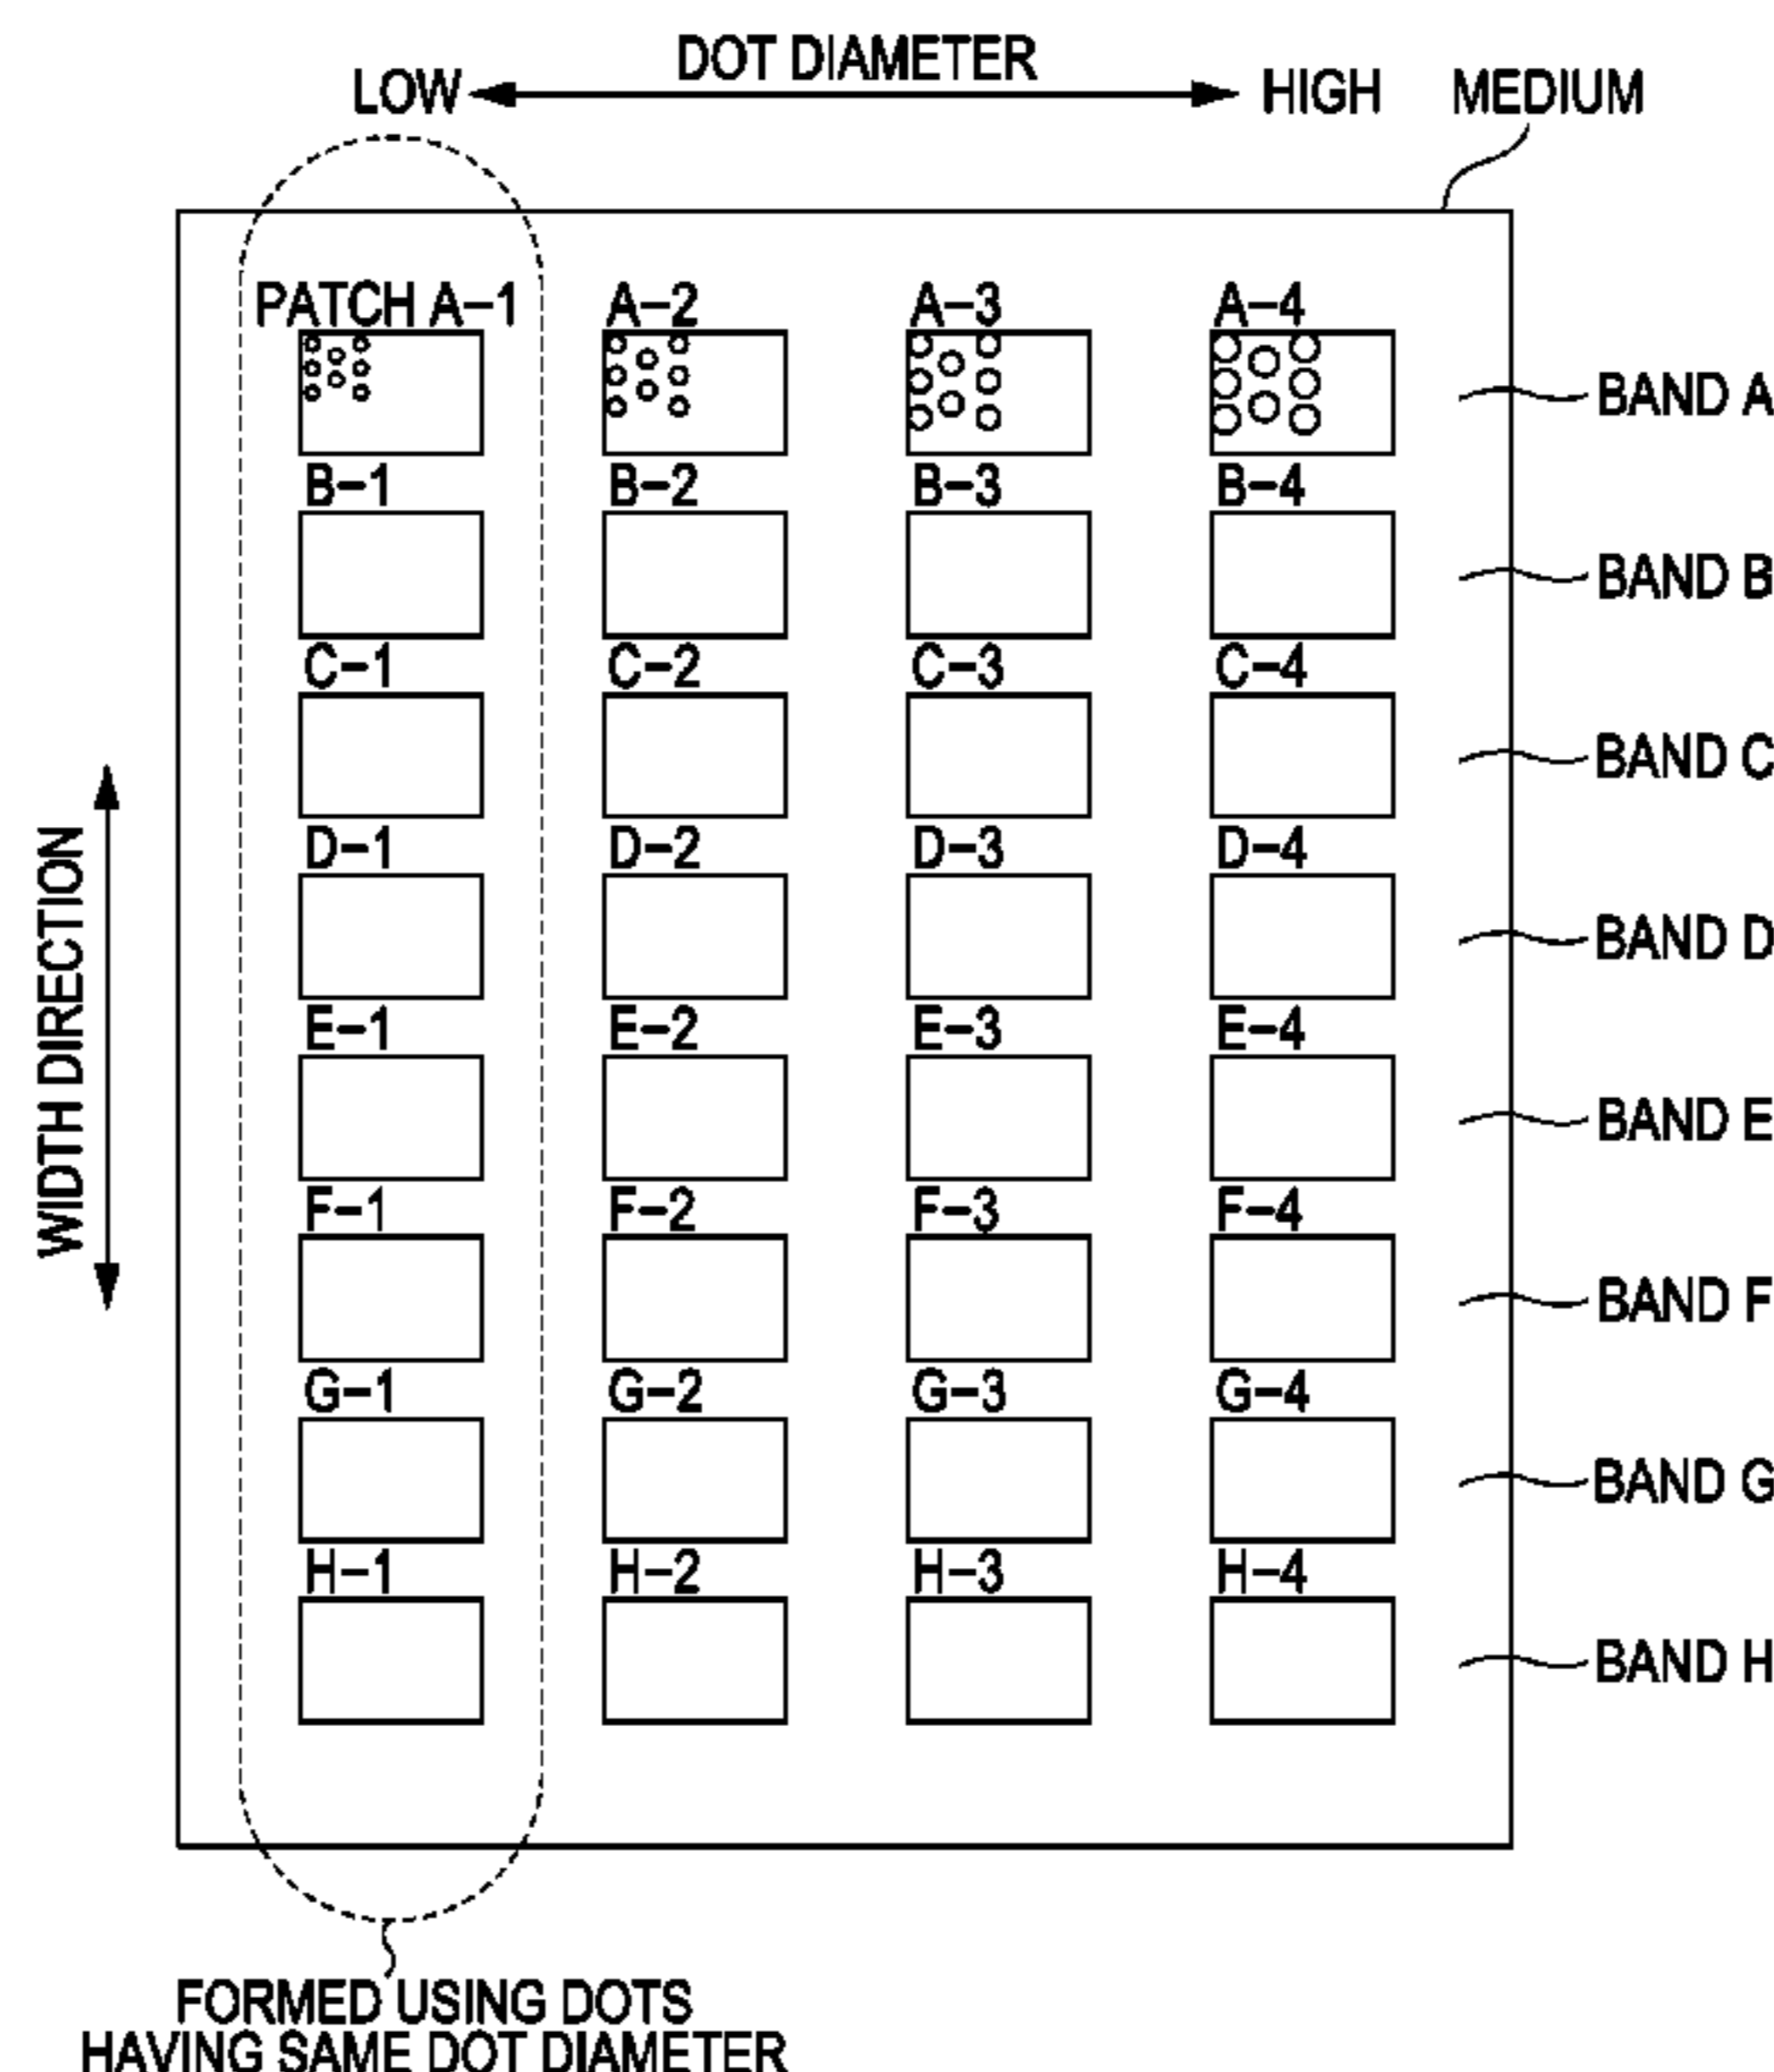 DOT DIAMETER
LOW HIGH MEDIUM
PATCH A-1 A-2 A-3 A-4
BAND A
B-1 B-2 B-3 B-4
BAND B
C-1 C-2 C-3 C-4
BAND C
D-1 D-2 D-3 D-4
BAND D
E-1 E-2 E-3 E-4
BAND E
F-1 F-2 F-3 F-4
BAND F
G-1 G-2 G-3 G-4
BAND G
H-1 H-2 H-3 H-4
BAND H
WIDTH DIRECTION
FORMED USING DOTS
HAVING SAME DOT DIAMETER